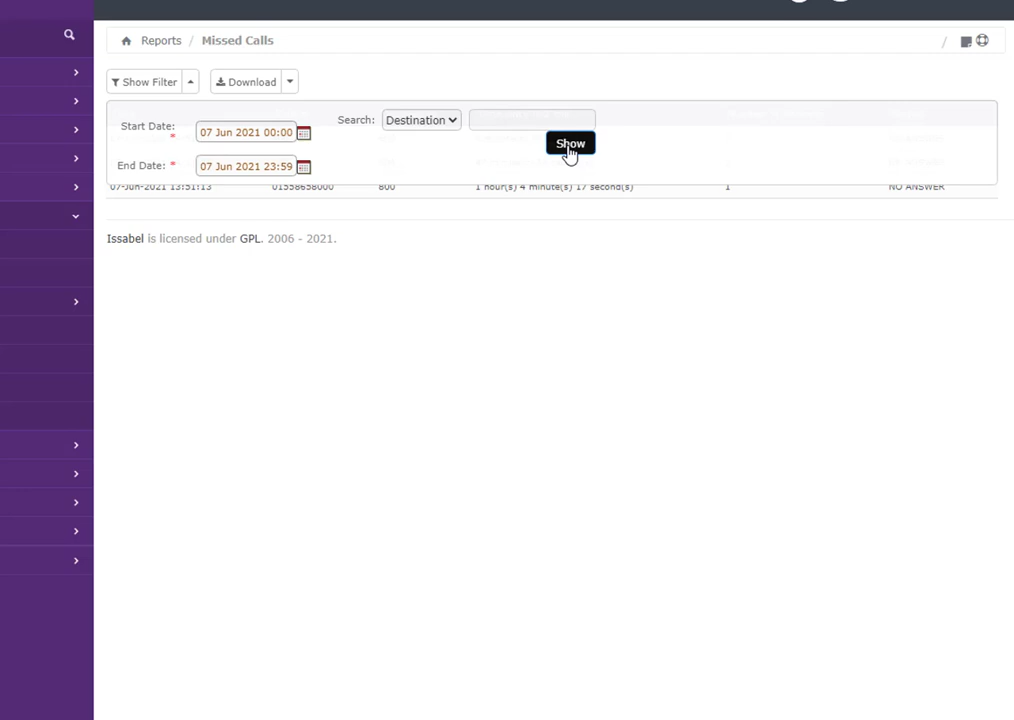 Reports / Missed Calls /
Show Filter Download
Start Date: * 07 Jun 2021 00:00 Search: Destination
Show
End Date: * 07 Jun 2021 23:59
07-Jun-2021 13:51:13 01558658000 800 1 hour(s) 4 minute(s) 17 second(s) 1 NO ANSWER
Issabel is licensed under GPL. 2006 - 2021.